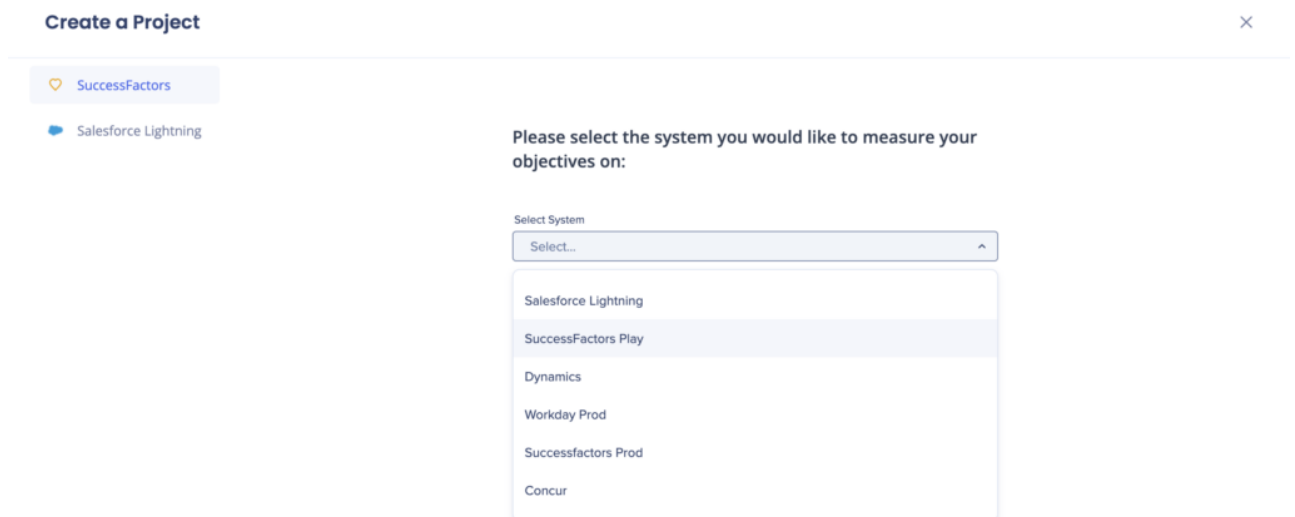 Create a Project
SuccessFactors
Salesforce Lightning
Please select the system you would like to measure your
objectives on:
Select System
Select...
Salesforce Lightning
SuccessFactors Play
Dynamics
Workday Prod
Successfactors Prod
Concur